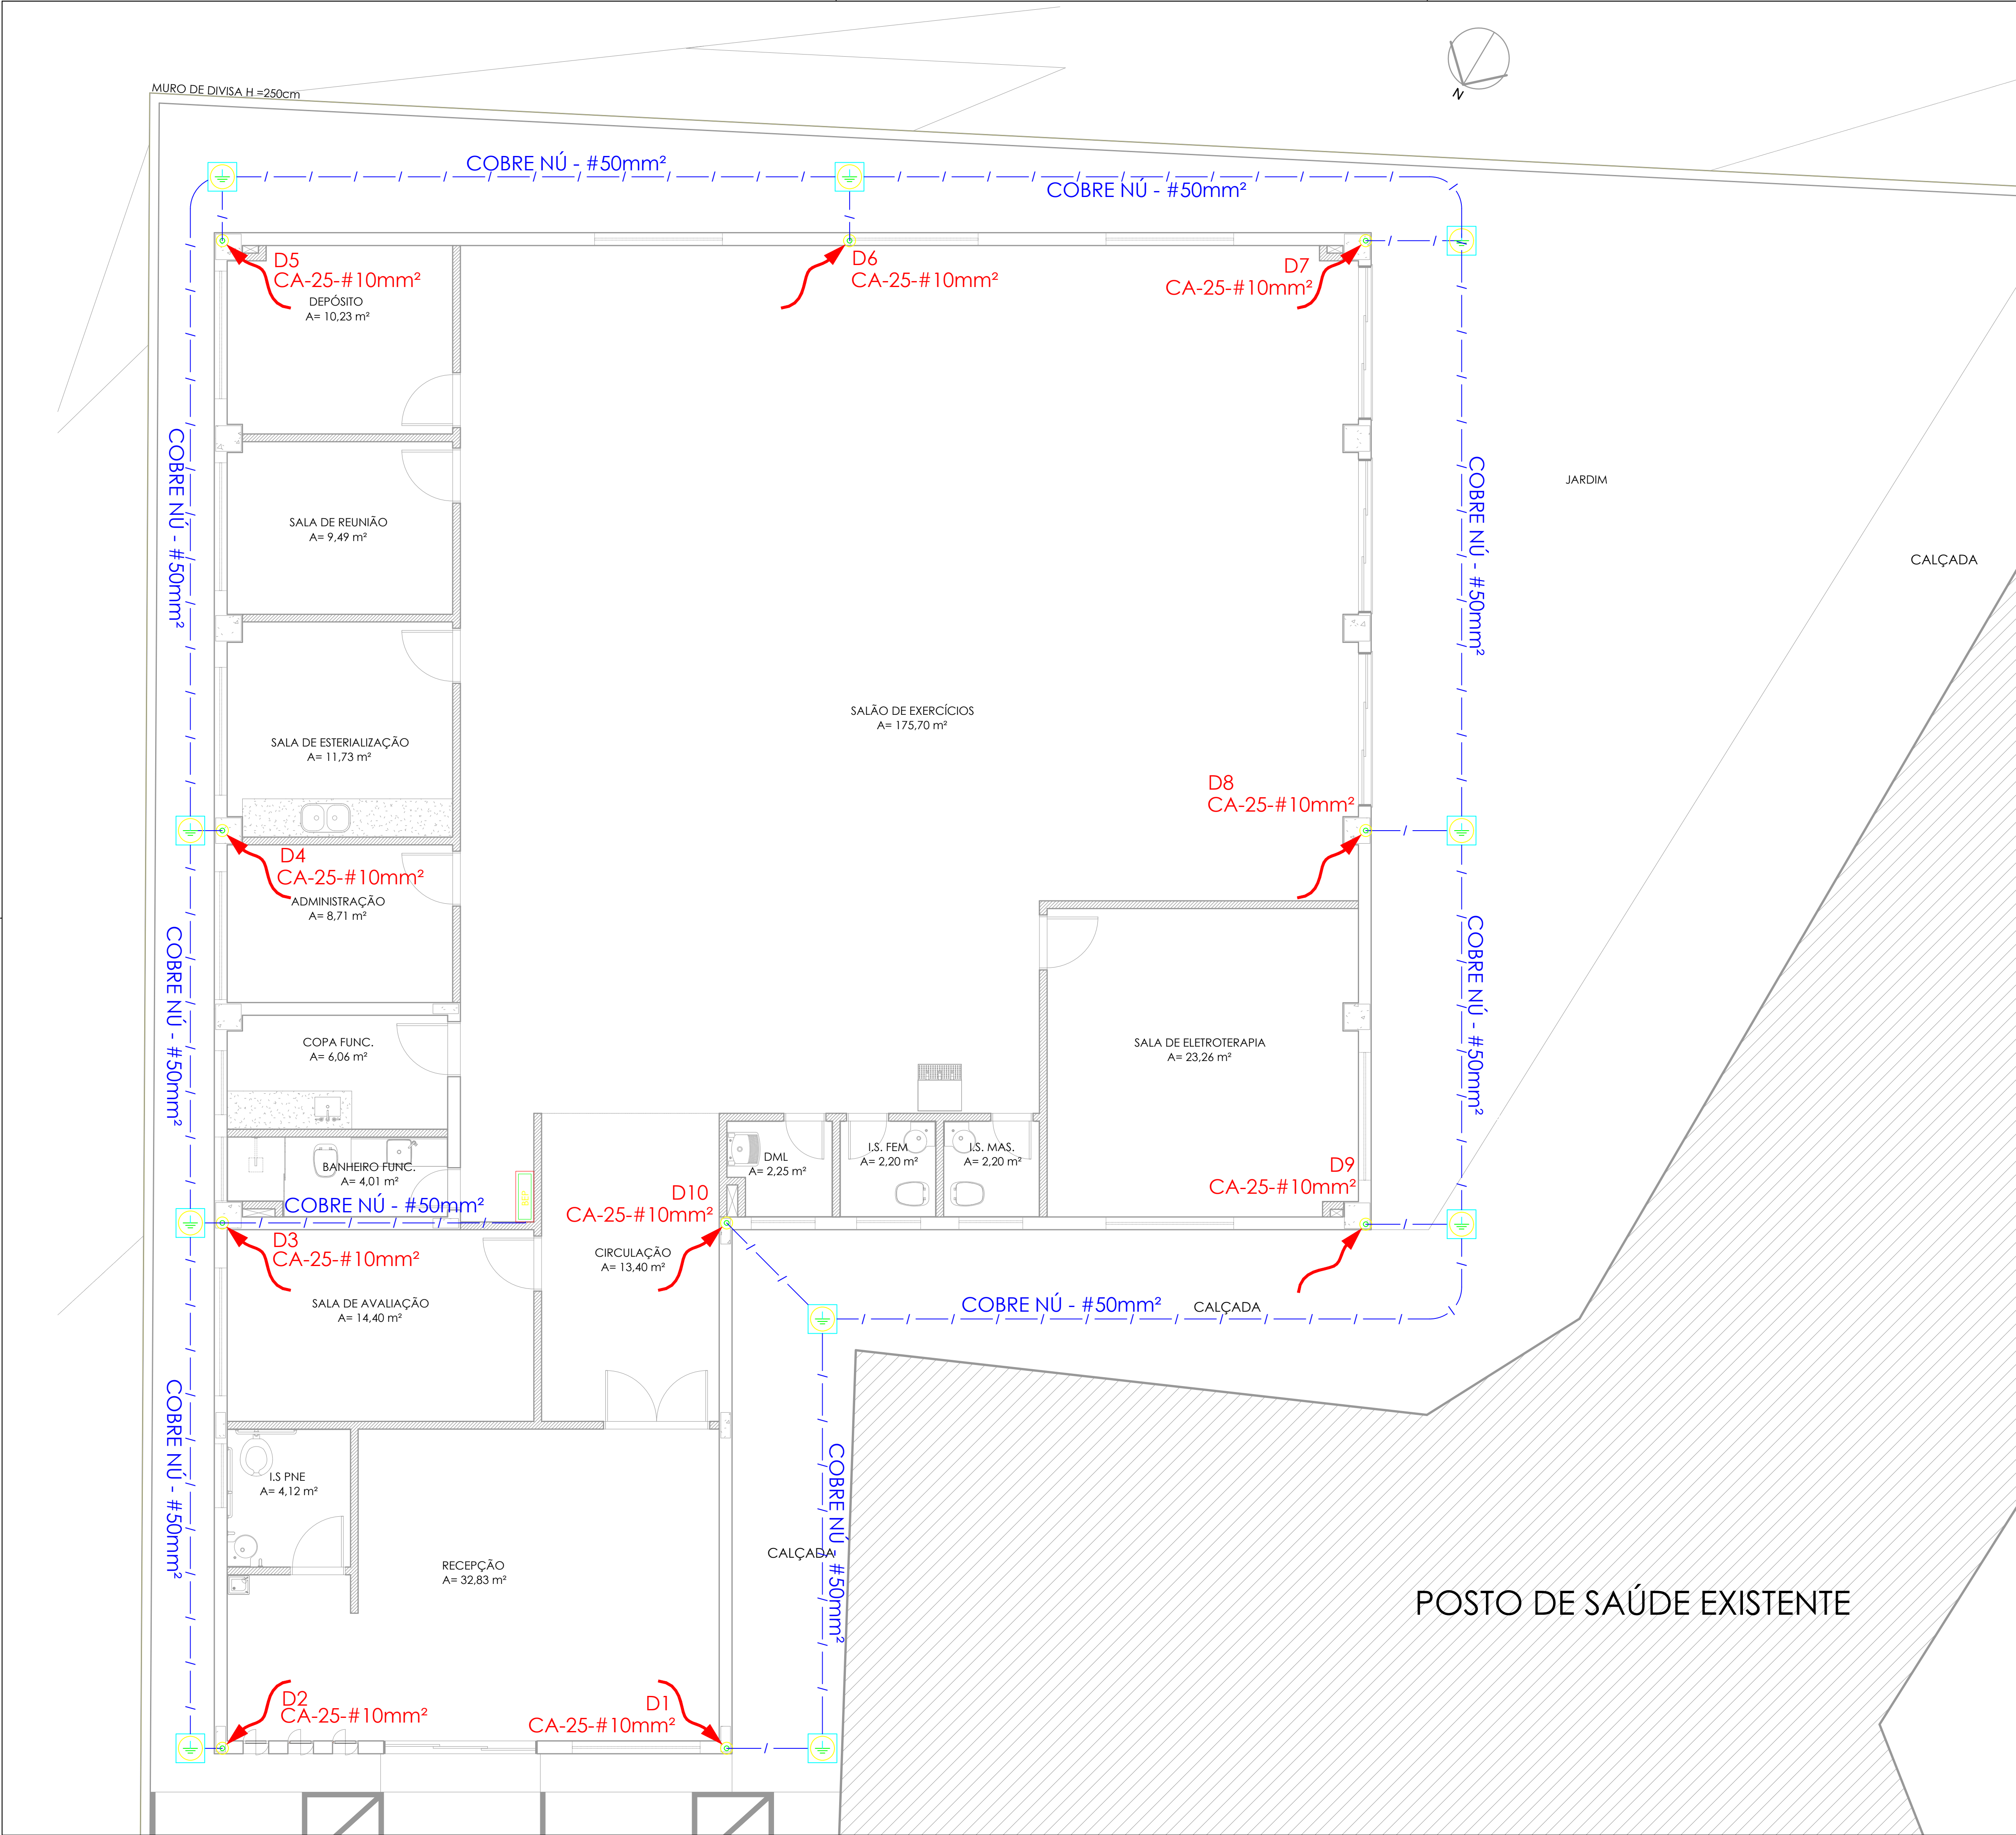 MURO DE DIVISA H =250cm
N
COBRE NÚ - #50mm²
COBRE NÚ - #50mm²
D5
CA-25-#10mm²
DEPÓSITO
A= 10,23 m²
D6
CA-25-#10mm²
D7
CA-25-#10mm²
COBRE NÚ - #50mm²
SALA DE REUNIÃO
A= 9,49 m²
COBRE NÚ - #50mm²
JARDIM
CALÇADA
SALA DE ESTERIALIZAÇÃO
A= 11,73 m²
SALÃO DE EXERCÍCIOS
A= 175,70 m²
D8
CA-25-#10mm²
D4
CA-25-#10mm²
ADMINISTRAÇÃO
A= 8,71 m²
COBRE NÚ - #50mm²
COBRE NÚ - #50mm²
COPA FUNC.
A= 6,06 m²
SALA DE ELETROTERAPIA
A= 23,26 m²
BANHEIRO FUNC.
A= 4,01 m²
DML
A= 2,25 m²
I.S. FEM
A= 2,20 m²
I.S. MAS.
A= 2,20 m²
D9
CA-25-#10mm²
COBRE NÚ - #50mm²
D10
CA-25-#10mm²
D3
CA-25-#10mm²
CIRCULAÇÃO
A= 13,40 m²
SALA DE AVALIAÇÃO
A= 14,40 m²
COBRE NÚ - #50mm²
CALÇADA
COBRE NÚ - #50mm²
I.S PNE
A= 4,12 m²
COBRE NÚ - #50mm²
CALÇADA
RECEPÇÃO
A= 32,83 m²
POSTO DE SAÚDE EXISTENTE
D2
CA-25-#10mm²
D1
CA-25-#10mm²